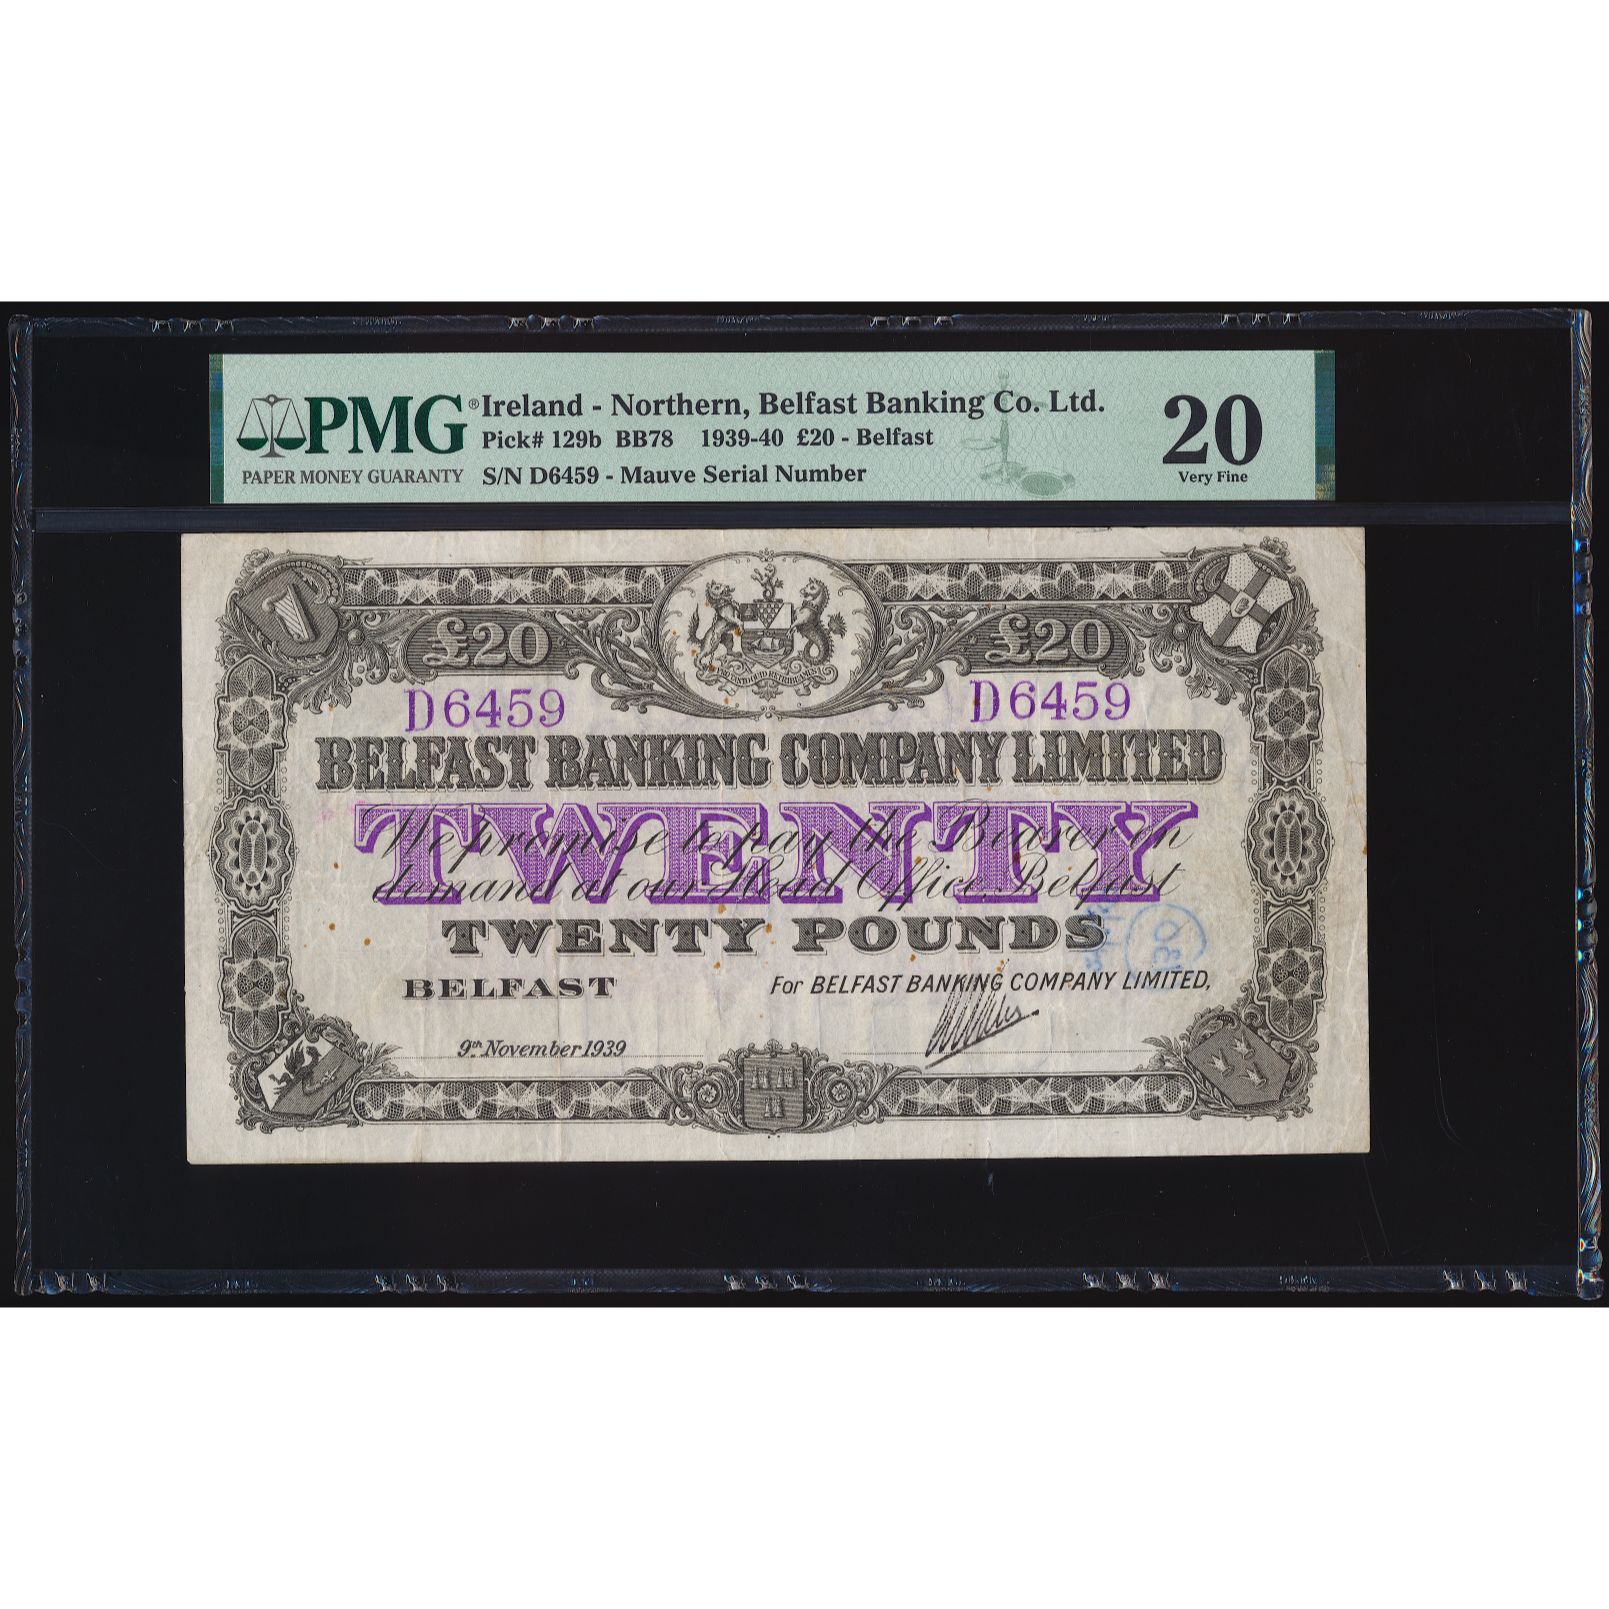 PMG®
PAPER MONEY GUARANTY
Ireland - Northern, Belfast Banking Co. Ltd.
Pick# 129b BB78 1939-40 £20 - Belfast
S/N D6459 - Mauve Serial Number
20
Very Fine
£20 £20
D6459 D6459
BELFAST BANKING COMPANY LIMITED
TWENTY
We promise to pay the Bearer on
demand at our Head Office, Belfast
TWENTY POUNDS
BELFAST
For BELFAST BANKING COMPANY LIMITED,
9th November 1939